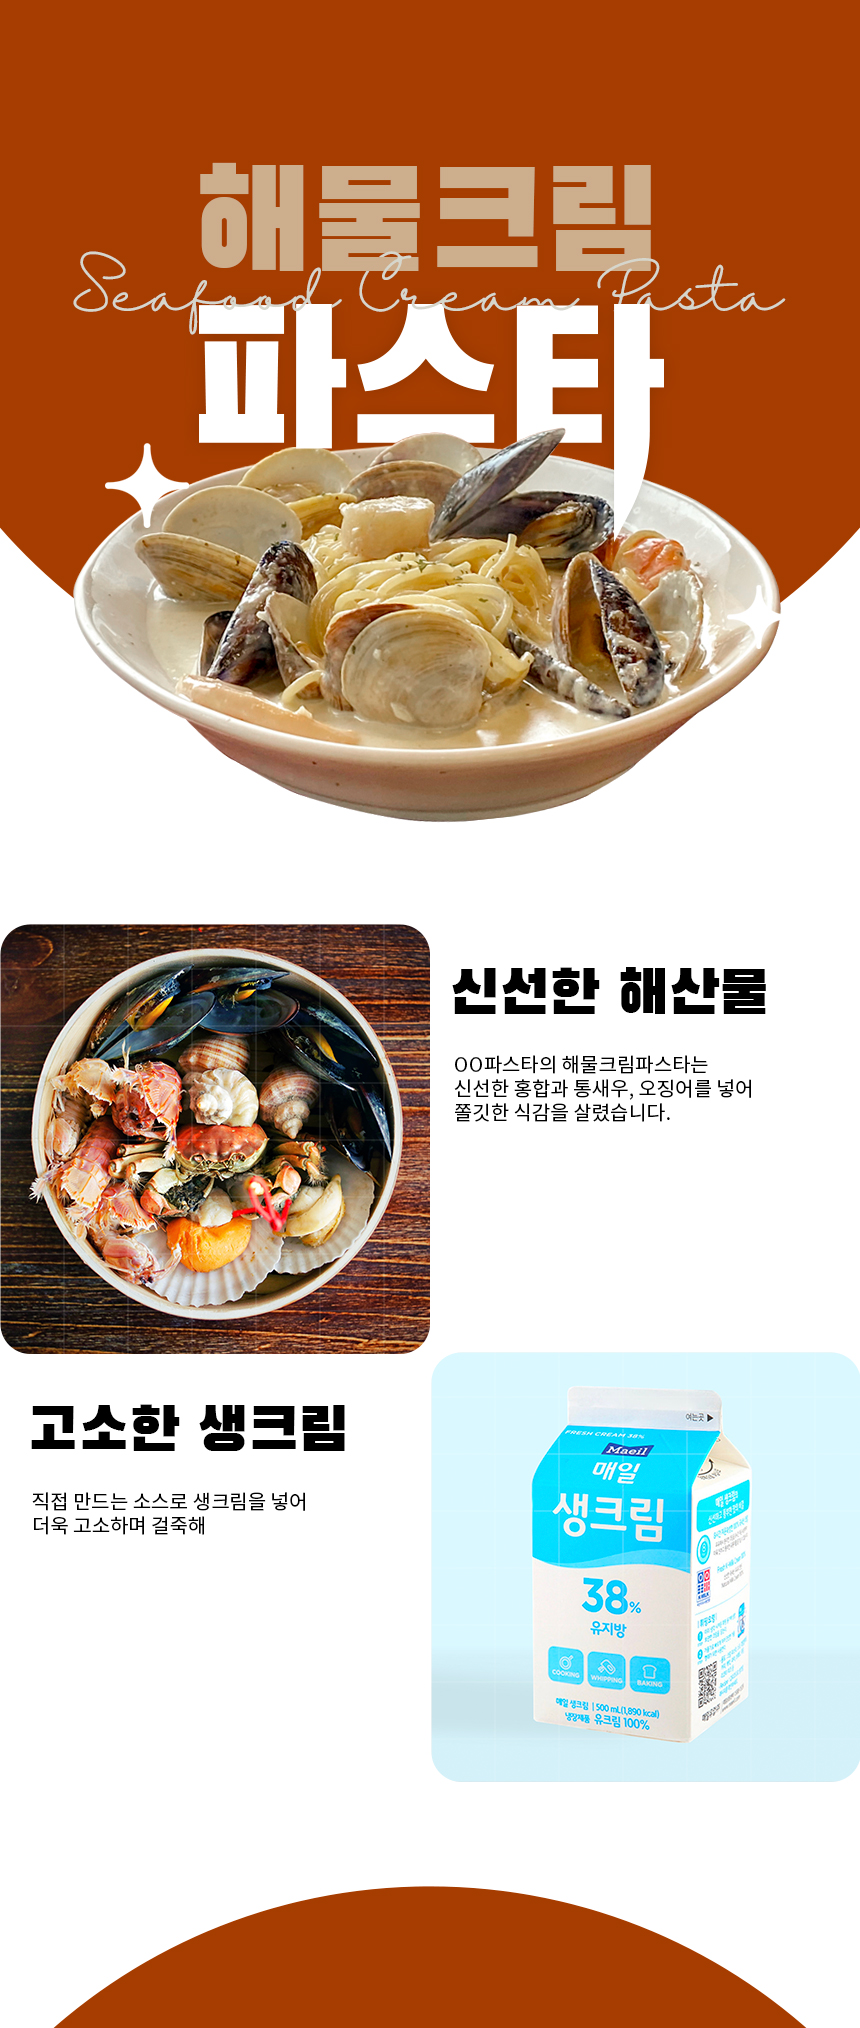 해물크림
Seafood Cream Pasta
파스타
신선한 해산물
OO파스타의 해물크림파스타는
신선한 홍합과 통새우, 오징어를 넣어
쫄깃한 식감을 살렸습니다.
고소한 생크림
직접 만드는 소스로 생크림을 넣어
더욱 고소하며 걸죽해
여는곳 ▶
FRESH CREAM 38%
Maeil
매일
생크림
38%
유지방
COOKING
WHIPPING
BAKING
매일 생크림 | 500 mL(1,890 kcal)
냉장제품 유크림 100%